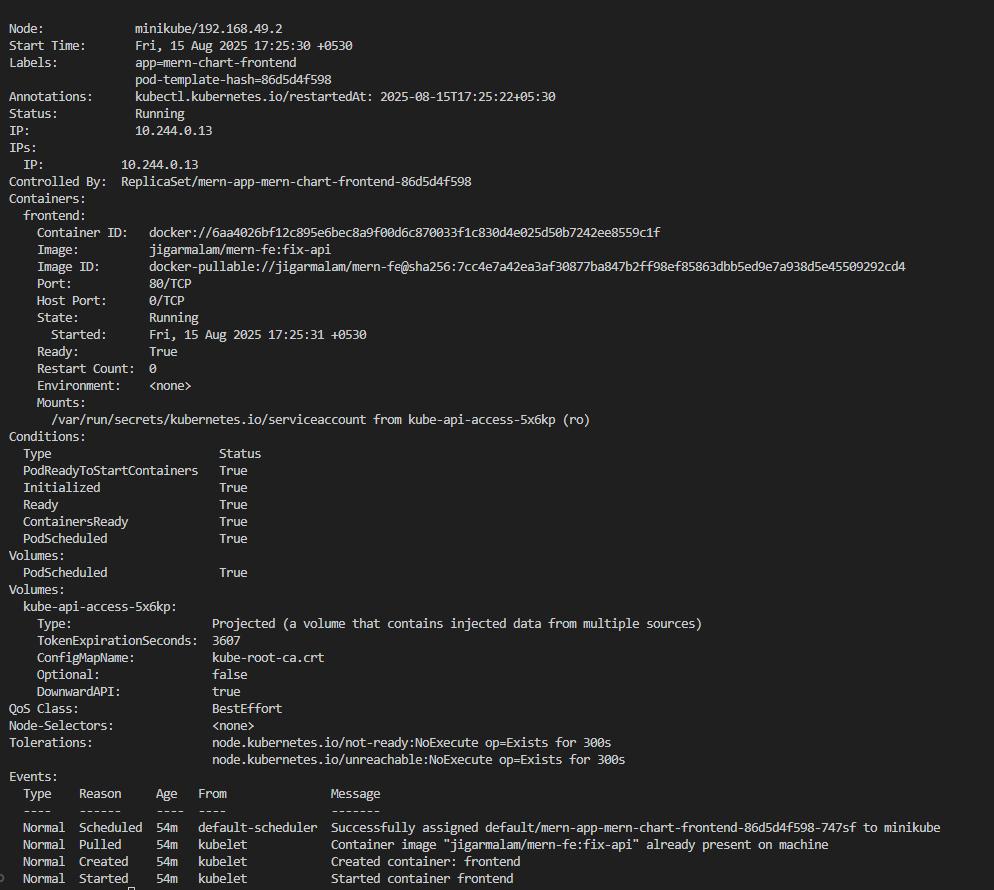 Node:             minikube/192.168.49.2
Start Time:       Fri, 15 Aug 2025 17:25:30 +0530
Labels:           app=mern-chart-frontend
                  pod-template-hash=86d5d4f598
Annotations:      kubectl.kubernetes.io/restartedAt: 2025-08-15T17:25:22+05:30
Status:           Running
IP:               10.244.0.13
IPs:
  IP:           10.244.0.13
Controlled By:  ReplicaSet/mern-app-mern-chart-frontend-86d5d4f598
Containers:
  frontend:
    Container ID:   docker://6aa4026bf12c895e6bec8a9f00d6c870033f1c830d4e025d50b7242ee8559c1f
    Image:          jigarmalam/mern-fe:fix-api
    Image ID:       docker-pullable://jigarmalam/mern-fe@sha256:7cc4e7a42ea3af30877ba847b2ff98ef85863dbb5ed9e7a938d5e45509292cd4
    Port:           80/TCP
    Host Port:      0/TCP
    State:          Running
      Started:      Fri, 15 Aug 2025 17:25:31 +0530
    Ready:          True
    Restart Count:  0
    Environment:    <none>
    Mounts:
      /var/run/secrets/kubernetes.io/serviceaccount from kube-api-access-5x6kp (ro)
Conditions:
  Type                        Status
  PodReadyToStartContainers   True
  Initialized                 True
  Ready                       True
  ContainersReady             True
  PodScheduled                True
Volumes:
  PodScheduled                True
Volumes:
  kube-api-access-5x6kp:
    Type:                    Projected (a volume that contains injected data from multiple sources)
    TokenExpirationSeconds:  3607
    ConfigMapName:           kube-root-ca.crt
    Optional:                false
    DownwardAPI:             true
QoS Class:                   BestEffort
Node-Selectors:              <none>
Tolerations:                 node.kubernetes.io/not-ready:NoExecute op=Exists for 300s
                             node.kubernetes.io/unreachable:NoExecute op=Exists for 300s
Events:
  Type    Reason     Age   From               Message
  ----    ------     ----  ----               -------
  Normal  Scheduled  54m   default-scheduler  Successfully assigned default/mern-app-mern-chart-frontend-86d5d4f598-747sf to minikube
  Normal  Pulled     54m   kubelet            Container image "jigarmalam/mern-fe:fix-api" already present on machine
  Normal  Created    54m   kubelet            Created container: frontend
  Normal  Started    54m   kubelet            Started container frontend